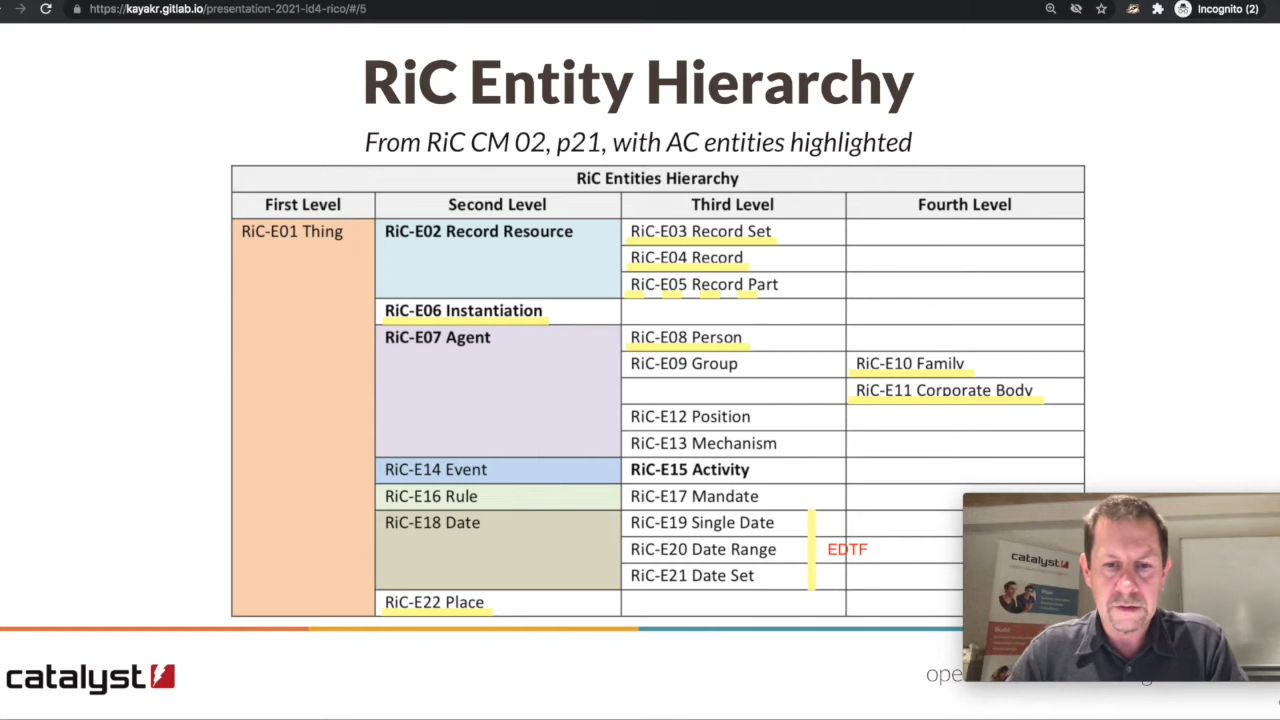 https://kayakr.gitlab.io/presentation-2021-ld4-rico/#/5
Incognito (2)
RiC Entity Hierarchy
From RiC CM 02, p21, with AC entities highlighted
RiC Entities Hierarchy
First Level Second Level Third Level Fourth Level
RiC-E01 Thing RiC-E02 Record Resource RiC-E03 Record Set
RiC-E04 Record
RiC-E05 Record Part
RiC-E06 Instantiation
RiC-E07 Agent RiC-E08 Person
RiC-E09 Group RiC-E10 Family
RiC-E11 Corporate Body
RiC-E12 Position
RiC-E13 Mechanism
RiC-E14 Event RiC-E15 Activity
RiC-E16 Rule RiC-E17 Mandate
RiC-E18 Date RiC-E19 Single Date
RiC-E20 Date Range EDTF
RiC-E21 Date Set
RiC-E22 Place
catalyst
Plan
Build
catalyst